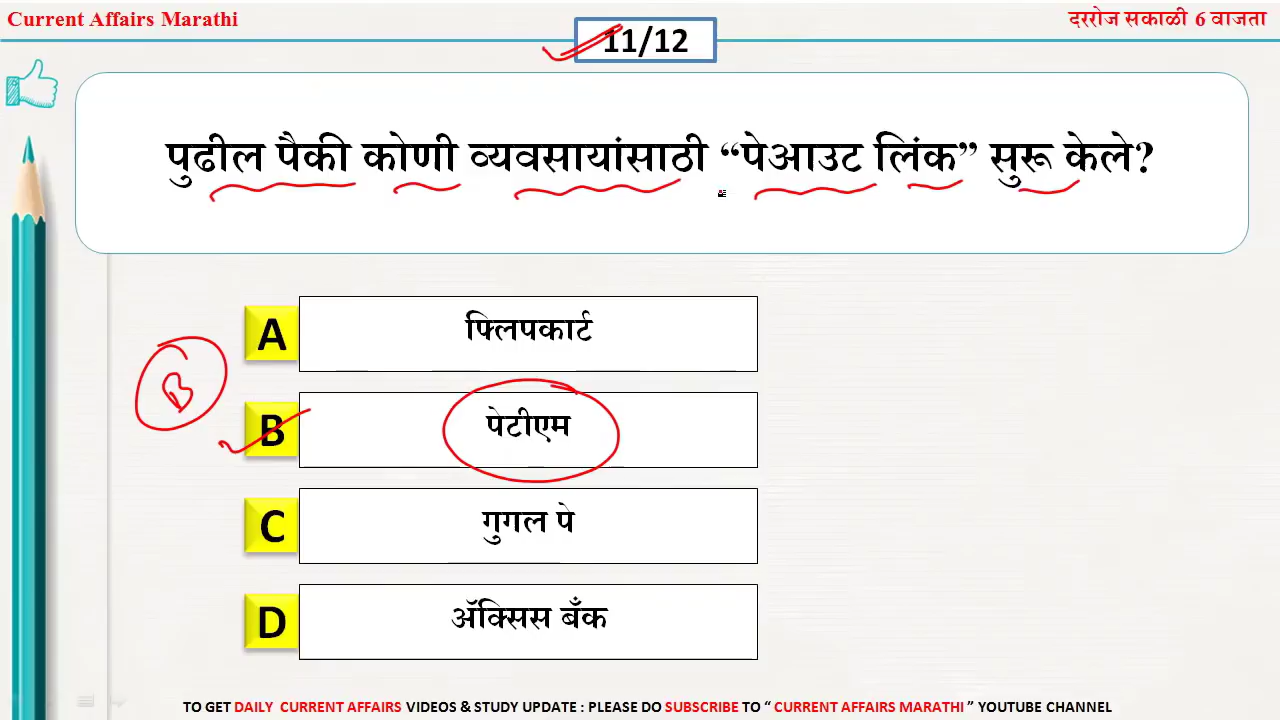 Current Affairs Marathi
दररोज सकाळी 6 वाजता
11/12
पुढील पैकी कोणी व्यवसायांसाठी “पेआउट लिंक” सुरू केले?
A फ्लिपकार्ट
B
B पेटीएम
C गुगल पे
D ॲक्सिस बँक
TO GET DAILY CURRENT AFFAIRS VIDEOS & STUDY UPDATE : PLEASE DO SUBSCRIBE TO “ CURRENT AFFAIRS MARATHI ” YOUTUBE CHANNEL